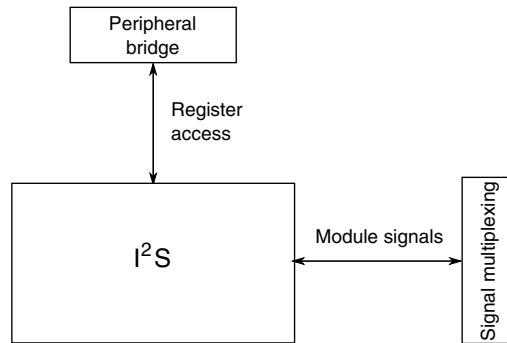 Peripheral
bridge
Register
access
I²S
Module signals
Signal multiplexing